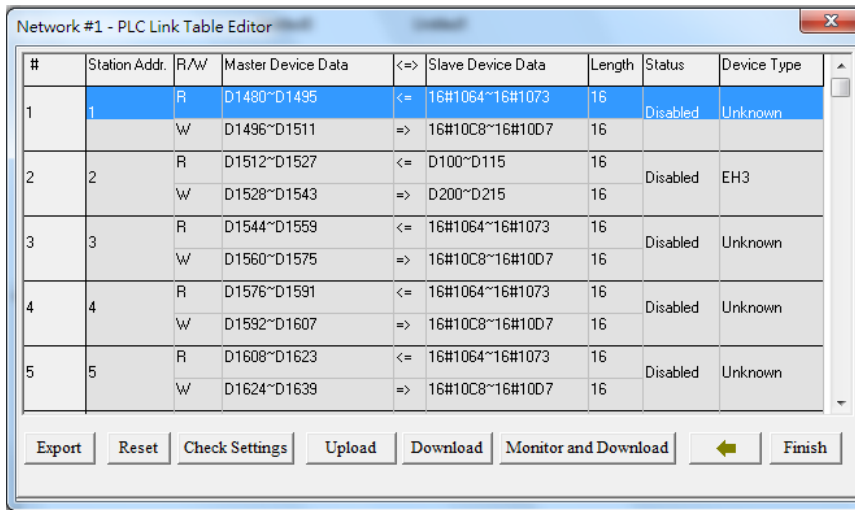 Network #1 - PLC Link Table Editor
# Station Addr. R/W Master Device Data <=> Slave Device Data Length Status Device Type
1 1 R D1480~D1495 <= 16#1064~16#1073 16 Disabled Unknown
W D1496~D1511 => 16#10C8~16#10D7 16
2 2 R D1512~D1527 <= D100~D115 16 Disabled EH3
W D1528~D1543 => D200~D215 16
3 3 R D1544~D1559 <= 16#1064~16#1073 16 Disabled Unknown
W D1560~D1575 => 16#10C8~16#10D7 16
4 4 R D1576~D1591 <= 16#1064~16#1073 16 Disabled Unknown
W D1592~D1607 => 16#10C8~16#10D7 16
5 5 R D1608~D1623 <= 16#1064~16#1073 16 Disabled Unknown
W D1624~D1639 => 16#10C8~16#10D7 16
Export Reset Check Settings Upload Download Monitor and Download Finish